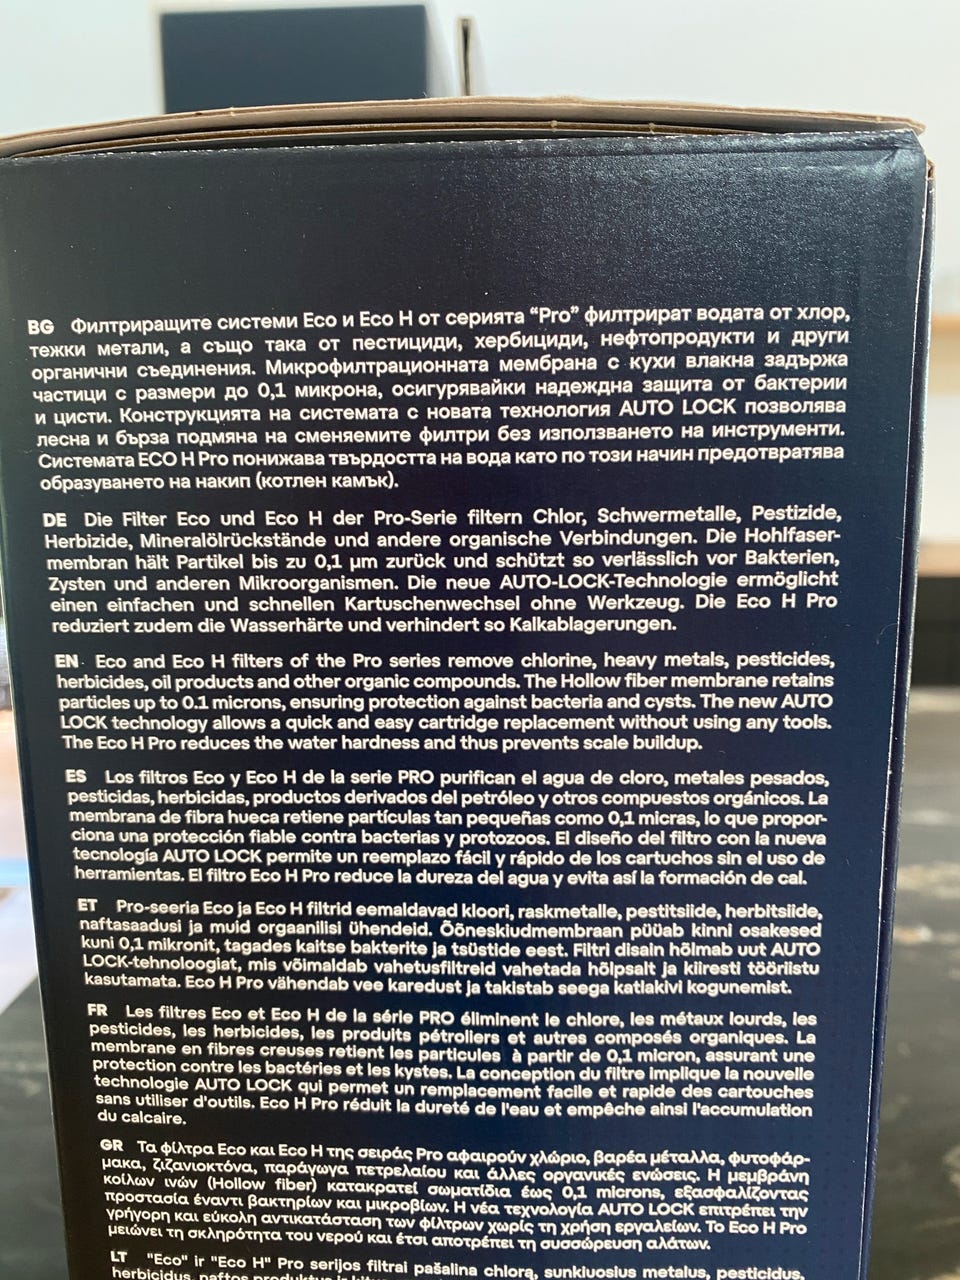 BG Филтриращите системи Eco и Eco H от серията “Pro” филтрират водата от хлор,
тежки метали, а също така от пестициди, хербициди, нефтопродукти и други
органични съединения. Микрофилтрационната мембрана с кухи влакна задържа
частици с размери до 0,1 микрона, осигурявайки надеждна защита от бактерии
и цисти. Конструкцията на системата с новата технология AUTO LOCK позволява
лесна и бърза подмяна на сменяемите филтри без използването на инструменти.
Системата ECO H Pro понижава твърдостта на вода като по този начин предотвратява
образуването на накип (котлен камък).
DE Die Filter Eco und Eco H der Pro-Serie filtern Chlor, Schwermetalle, Pestizide,
Herbizide, Mineralölrückstände und andere organische Verbindungen. Die Hohlfaser-
membran hält Partikel bis zu 0,1 µm zurück und schützt so verlässlich vor Bakterien,
Zysten und anderen Mikroorganismen. Die neue AUTO-LOCK-Technologie ermöglicht
einen einfachen und schnellen Kartuschenwechsel ohne Werkzeug. Die Eco H Pro
reduziert zudem die Wasserhärte und verhindert so Kalkablagerungen.
EN Eco and Eco H filters of the Pro series remove chlorine, heavy metals, pesticides,
herbicides, oil products and other organic compounds. The Hollow fiber membrane retains
particles up to 0.1 microns, ensuring protection against bacteria and cysts. The new AUTO
LOCK technology allows a quick and easy cartridge replacement without using any tools.
The Eco H Pro reduces the water hardness and thus prevents scale buildup.
ES Los filtros Eco y Eco H de la serie PRO purifican el agua de cloro, metales pesados,
pesticidas, herbicidas, productos derivados del petróleo y otros compuestos orgánicos. La
membrana de fibra hueca retiene partículas tan pequeñas como 0,1 micras, lo que propor-
ciona una protección fiable contra bacterias y protozoos. El diseño del filtro con la nueva
tecnología AUTO LOCK permite un reemplazo fácil y rápido de los cartuchos sin el uso de
herramientas. El filtro Eco H Pro reduce la dureza del agua y evita así la formación de cal.
ET Pro-seeria Eco ja Eco H filtrid eemaldavad kloori, raskmetalle, pestitsiide, herbitsiide,
naftasaadusi ja muid orgaanilisi ühendeid. Õõneskiudmembraan püüab kinni osakesed
kuni 0,1 mikronit, tagades kaitse bakterite ja tsüstide eest. Filtri disain hõlmab uut AUTO
LOCK-tehnoloogiat, mis võimaldab vahetusfiltreid vahetada hõlpsalt ja kiiresti tööriistu
kasutamata. Eco H Pro vähendab vee karedust ja takistab seega katlakivi kogunemist.
FR Les filtres Eco et Eco H de la série PRO éliminent le chlore, les métaux lourds, les
pesticides, les herbicides, les produits pétroliers et autres composés organiques. La
membrane en fibres creuses retient les particules à partir de 0,1 micron, assurant une
protection contre les bactéries et les kystes. La conception du filtre implique la nouvelle
technologie AUTO LOCK qui permet un remplacement facile et rapide des cartouches
sans utiliser d'outils. Eco H Pro réduit la dureté de l'eau et empêche ainsi l'accumulation
du calcaire.
GR Τα φίλτρα Eco και Eco H της σειράς Pro αφαιρούν χλώριο, βαρέα μέταλλα, φυτοφάρ-
μακα, ζιζανιοκτόνα, παράγωγα πετρελαίου και άλλες οργανικές ενώσεις. Η μεμβράνη
κοίλων ινών (Hollow fiber) κατακρατεί σωματίδια έως 0,1 microns, εξασφαλίζοντας
προστασία έναντι βακτηρίων και μικροβίων. Η νέα τεχνολογία AUTO LOCK επιτρέπει την
γρήγορη και εύκολη αντικατάσταση των φίλτρων χωρίς τη χρήση εργαλείων. Το Eco H Pro
μειώνει τη σκληρότητα του νερού και έτσι αποτρέπει τη συσσώρευση αλάτων.
LT "Eco" ir "Eco H" Pro serijos filtrai pašalina chlorą, sunkiuosius metalus, pesticidus,
herbicidus, naftos produktus ir